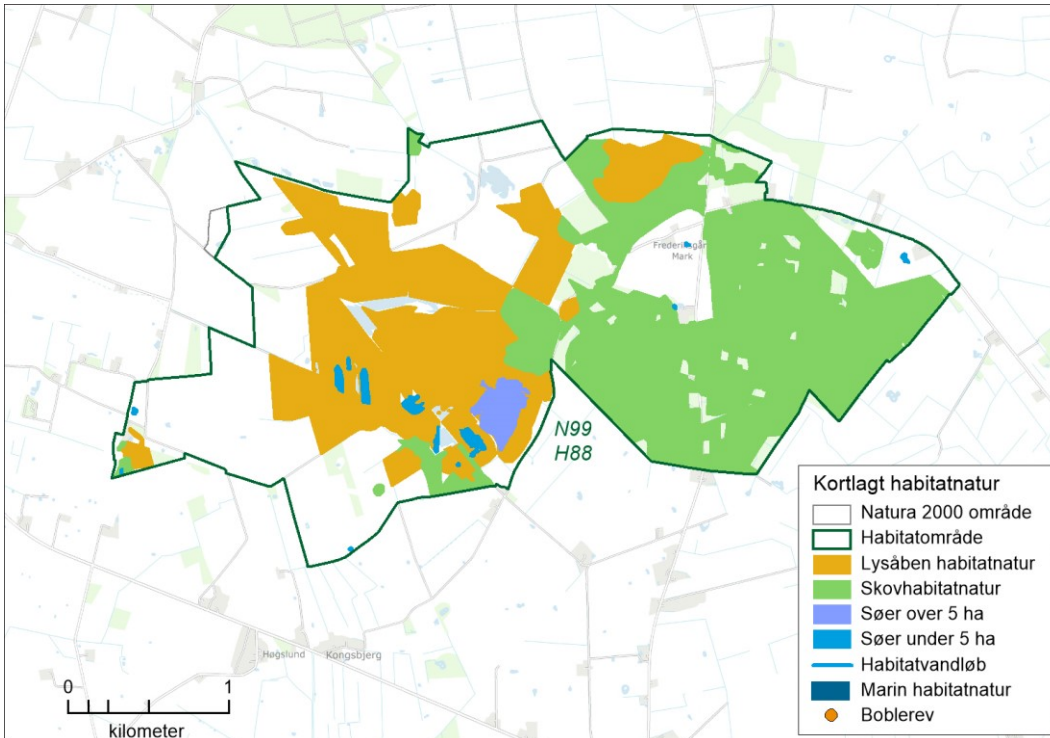 Frederiksgår
Mark
N99
H88
Høgslund
Kongsbjerg
0
1
kilometer
Kortlagt habitatnatur
Natura 2000 område
Habitatområde
Lysåben habitatnatur
Skovhabitatnatur
Søer over 5 ha
Søer under 5 ha
Habitatvandløb
Marin habitatnatur
Boblerev